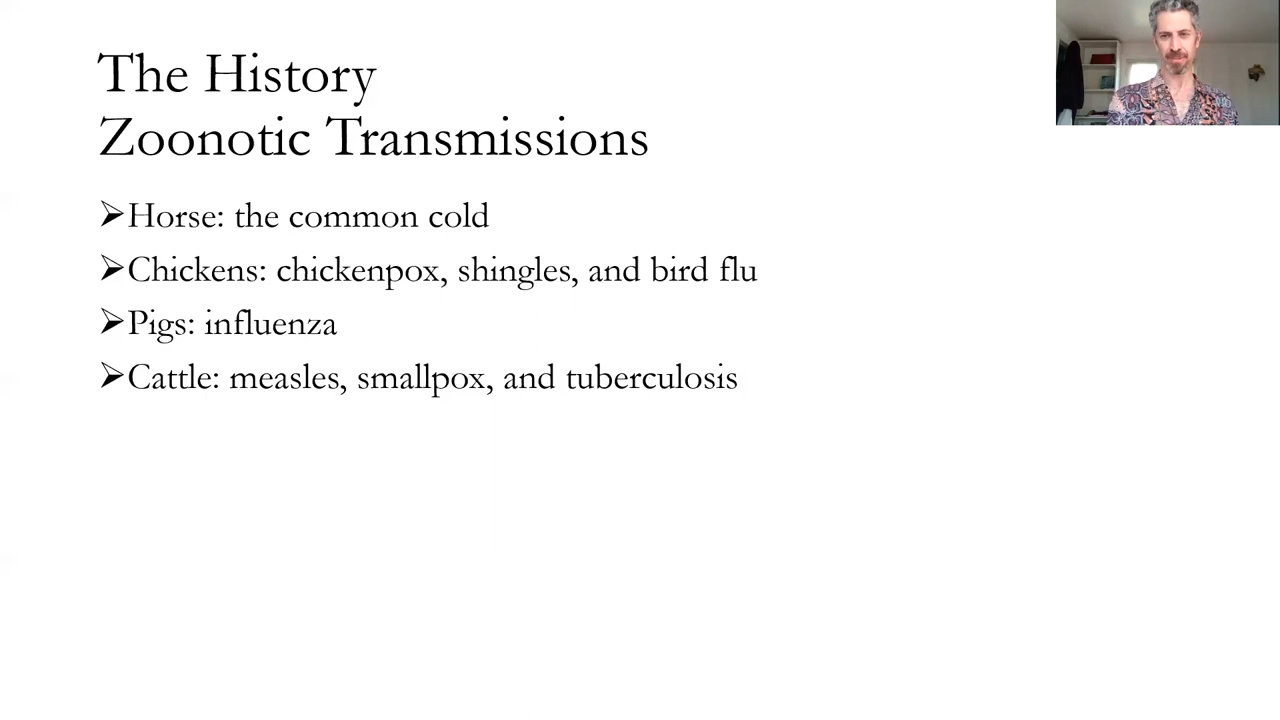 The History
Zoonotic Transmissions
➢Horse: the common cold
➢Chickens: chickenpox, shingles, and bird flu
➢Pigs: influenza
➢Cattle: measles, smallpox, and tuberculosis